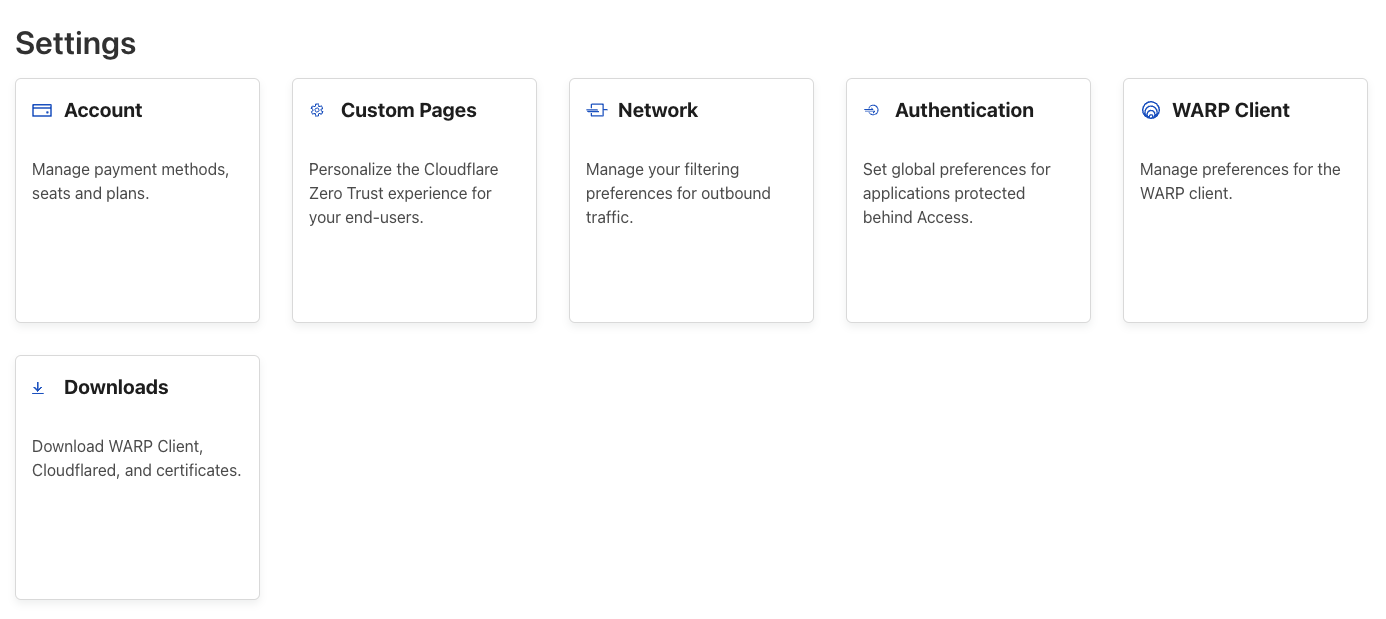 Settings
Account
Manage payment methods,
seats and plans.
Custom Pages
Personalize the Cloudflare
Zero Trust experience for
your end-users.
Network
Manage your filtering
preferences for outbound
traffic.
Authentication
Set global preferences for
applications protected
behind Access.
WARP Client
Manage preferences for the
WARP client.
Downloads
Download WARP Client,
Cloudflared, and certificates.